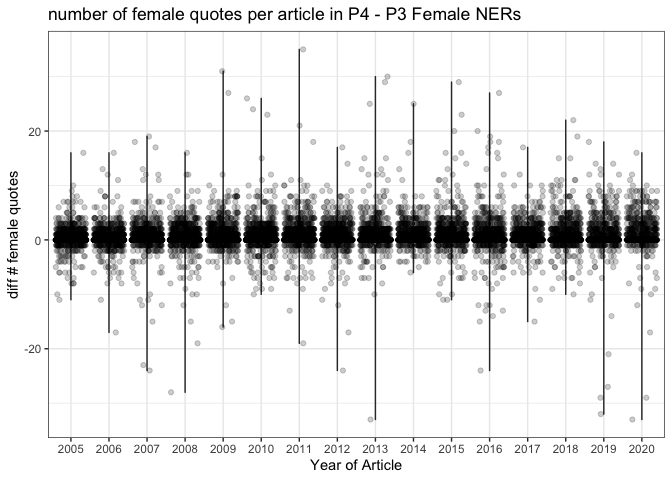 number of female quotes per article in P4 - P3 Female NERs
diff # female quotes
20
0
-20
2005 2006 2007 2008 2009 2010 2011 2012 2013 2014 2015 2016 2017 2018 2019 2020
Year of Article